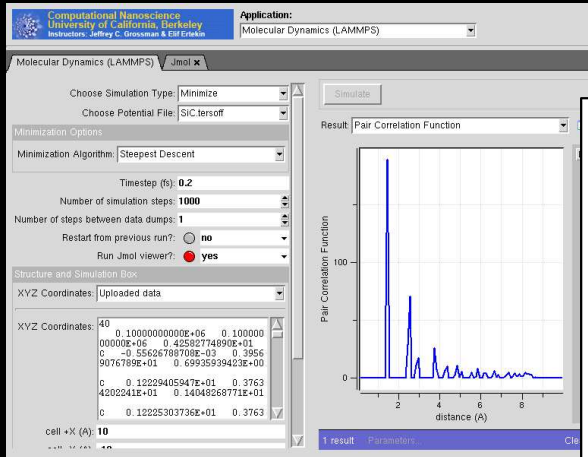 Computational Nanoscience
University of California, Berkeley
Instructors: Jeffrey C. Grossman & Elif Ertekin
Application:
Molecular Dynamics (LAMMPS)
Molecular Dynamics (LAMMPS)
Jmol x
Choose Simulation Type: Minimize
Choose Potential File: SiC.tersoff
Minimization Options
Minimization Algorithm: Steepest Descent
Timestep (fs): 0.2
Number of simulation steps: 1000
Number of steps between data dumps: 1
Restart from previous run?: no
Run Jmol viewer?: yes
Structure and Simulation Box
XYZ Coordinates: Uploaded data
XYZ Coordinates: 40
0.10000000000E+06 0.100000
00000E+06 0.42582774890E+01
C -0.55626788708E-03 0.3956
9076789E+01 0.69935939423E+00
C 0.12229405947E+01 0.3763
4202241E+01 0.14048268771E+01
C 0.12225303736E+01 0.3763
cell +X (A): 10
Simulate
Result: Pair Correlation Function
Pair Correlation Function
100
0
2 4 6 8
distance (A)
1 result Parameters...
Cle